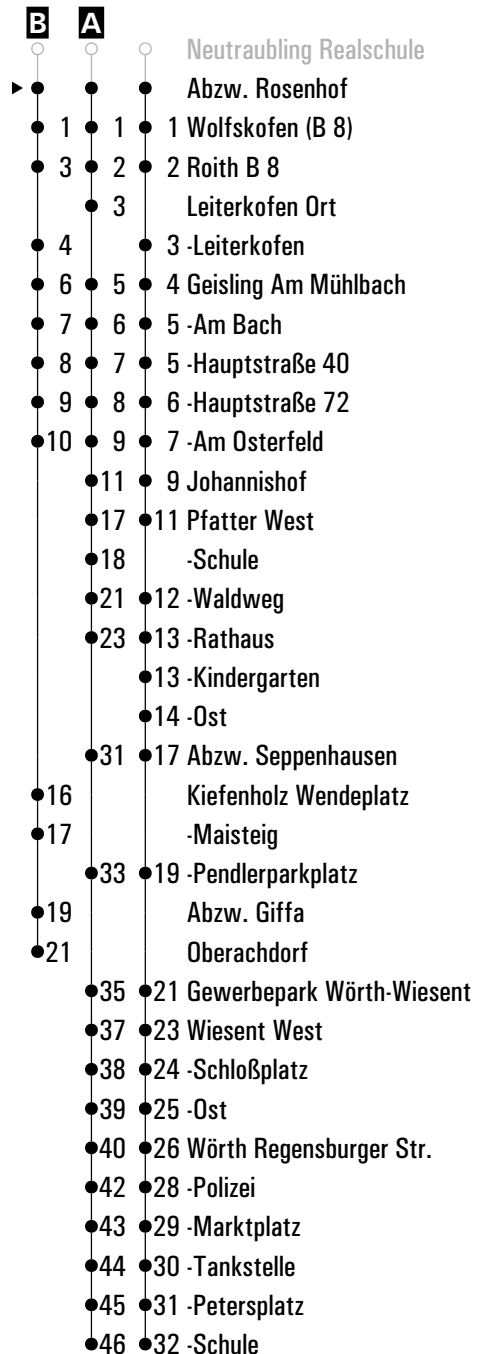 B A
Neutraubling Realschule
Abzw. Rosenhof
1 1 1 Wolfskofen (B 8)
3 2 2 Roith B 8
3 Leiterkofen Ort
4 3 -Leiterkofen
6 5 4 Geisling Am Mühlbach
7 6 5 -Am Bach
8 7 5 -Hauptstraße 40
9 8 6 -Hauptstraße 72
10 9 7 -Am Osterfeld
11 9 Johannishof
17 11 Pfatter West
18 -Schule
21 12 -Waldweg
23 13 -Rathaus
13 -Kindergarten
14 -Ost
31 17 Abzw. Seppenhausen
16 Kiefenholz Wendeplatz
17 -Maisteig
33 19 -Pendlerparkplatz
19 Abzw. Giffa
21 Oberachdorf
35 21 Gewerbepark Wörth-Wiesent
37 23 Wiesent West
38 24 -Schloßplatz
39 25 -Ost
40 26 Wörth Regensburger Str.
42 28 -Polizei
43 29 -Marktplatz
44 30 -Tankstelle
45 31 -Petersplatz
46 32 -Schule